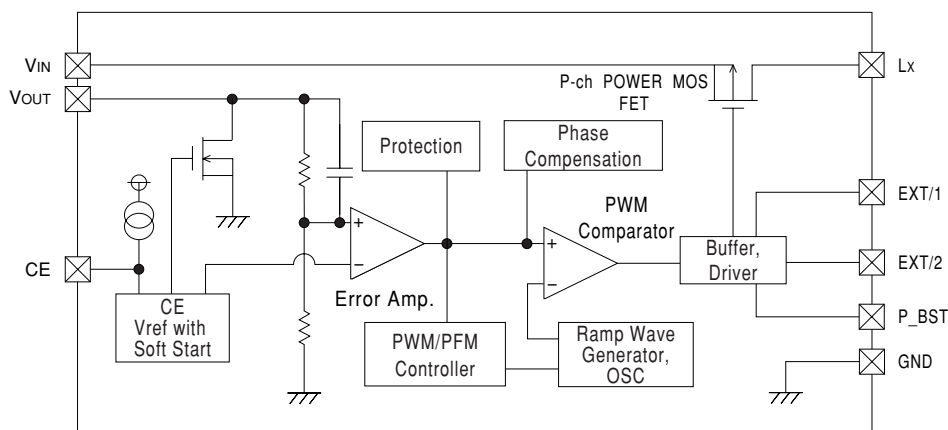 VIN
VOUT
CE
CE
Vref with
Soft Start
+
−
Error Amp.
Protection
Phase
Compensation
PWM/PFM
Controller
PWM
Comparator
+
−
Ramp Wave
Generator,
OSC
P-ch POWER MOS
FET
Buffer,
Driver
LX
EXT/1
EXT/2
P_BST
GND